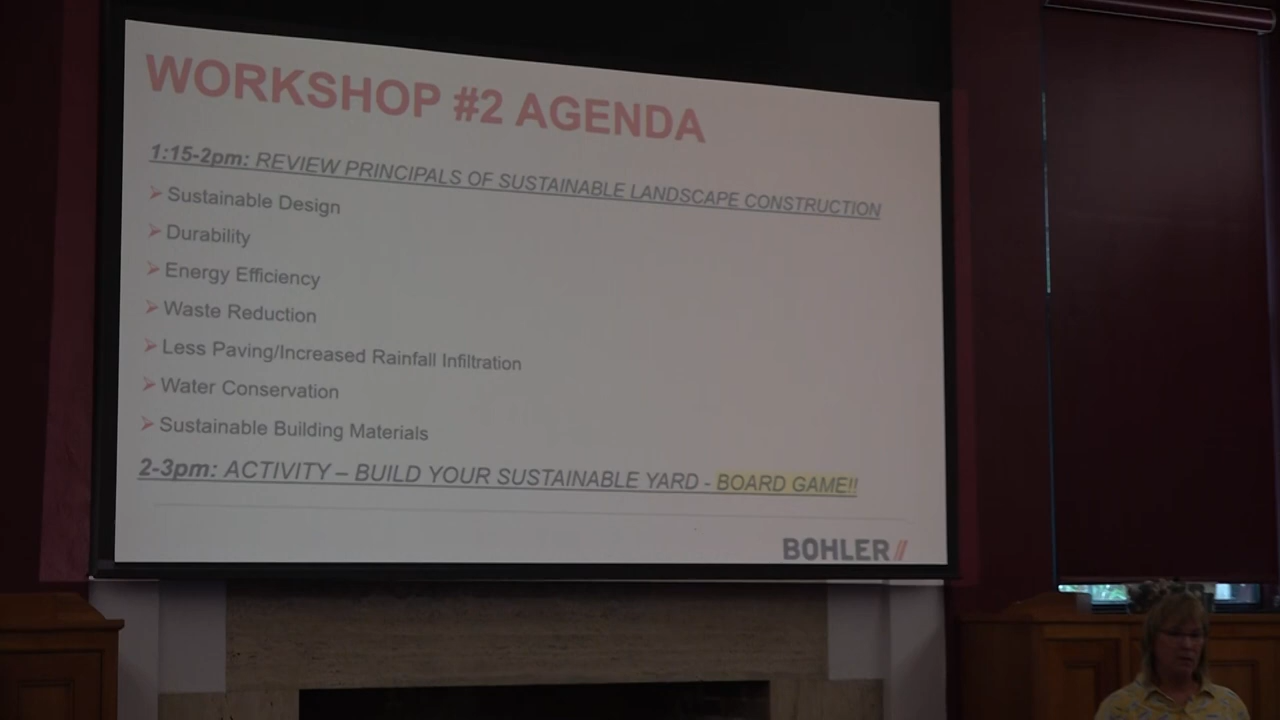 WORKSHOP #2 AGENDA
1:15-2pm: REVIEW PRINCIPALS OF SUSTAINABLE LANDSCAPE CONSTRUCTION
➢ Sustainable Design
➢ Durability
➢ Energy Efficiency
➢ Waste Reduction
➢ Less Paving/Increased Rainfall Infiltration
➢ Water Conservation
➢ Sustainable Building Materials
2-3pm: ACTIVITY – BUILD YOUR SUSTAINABLE YARD - BOARD GAME!!
BOHLER//